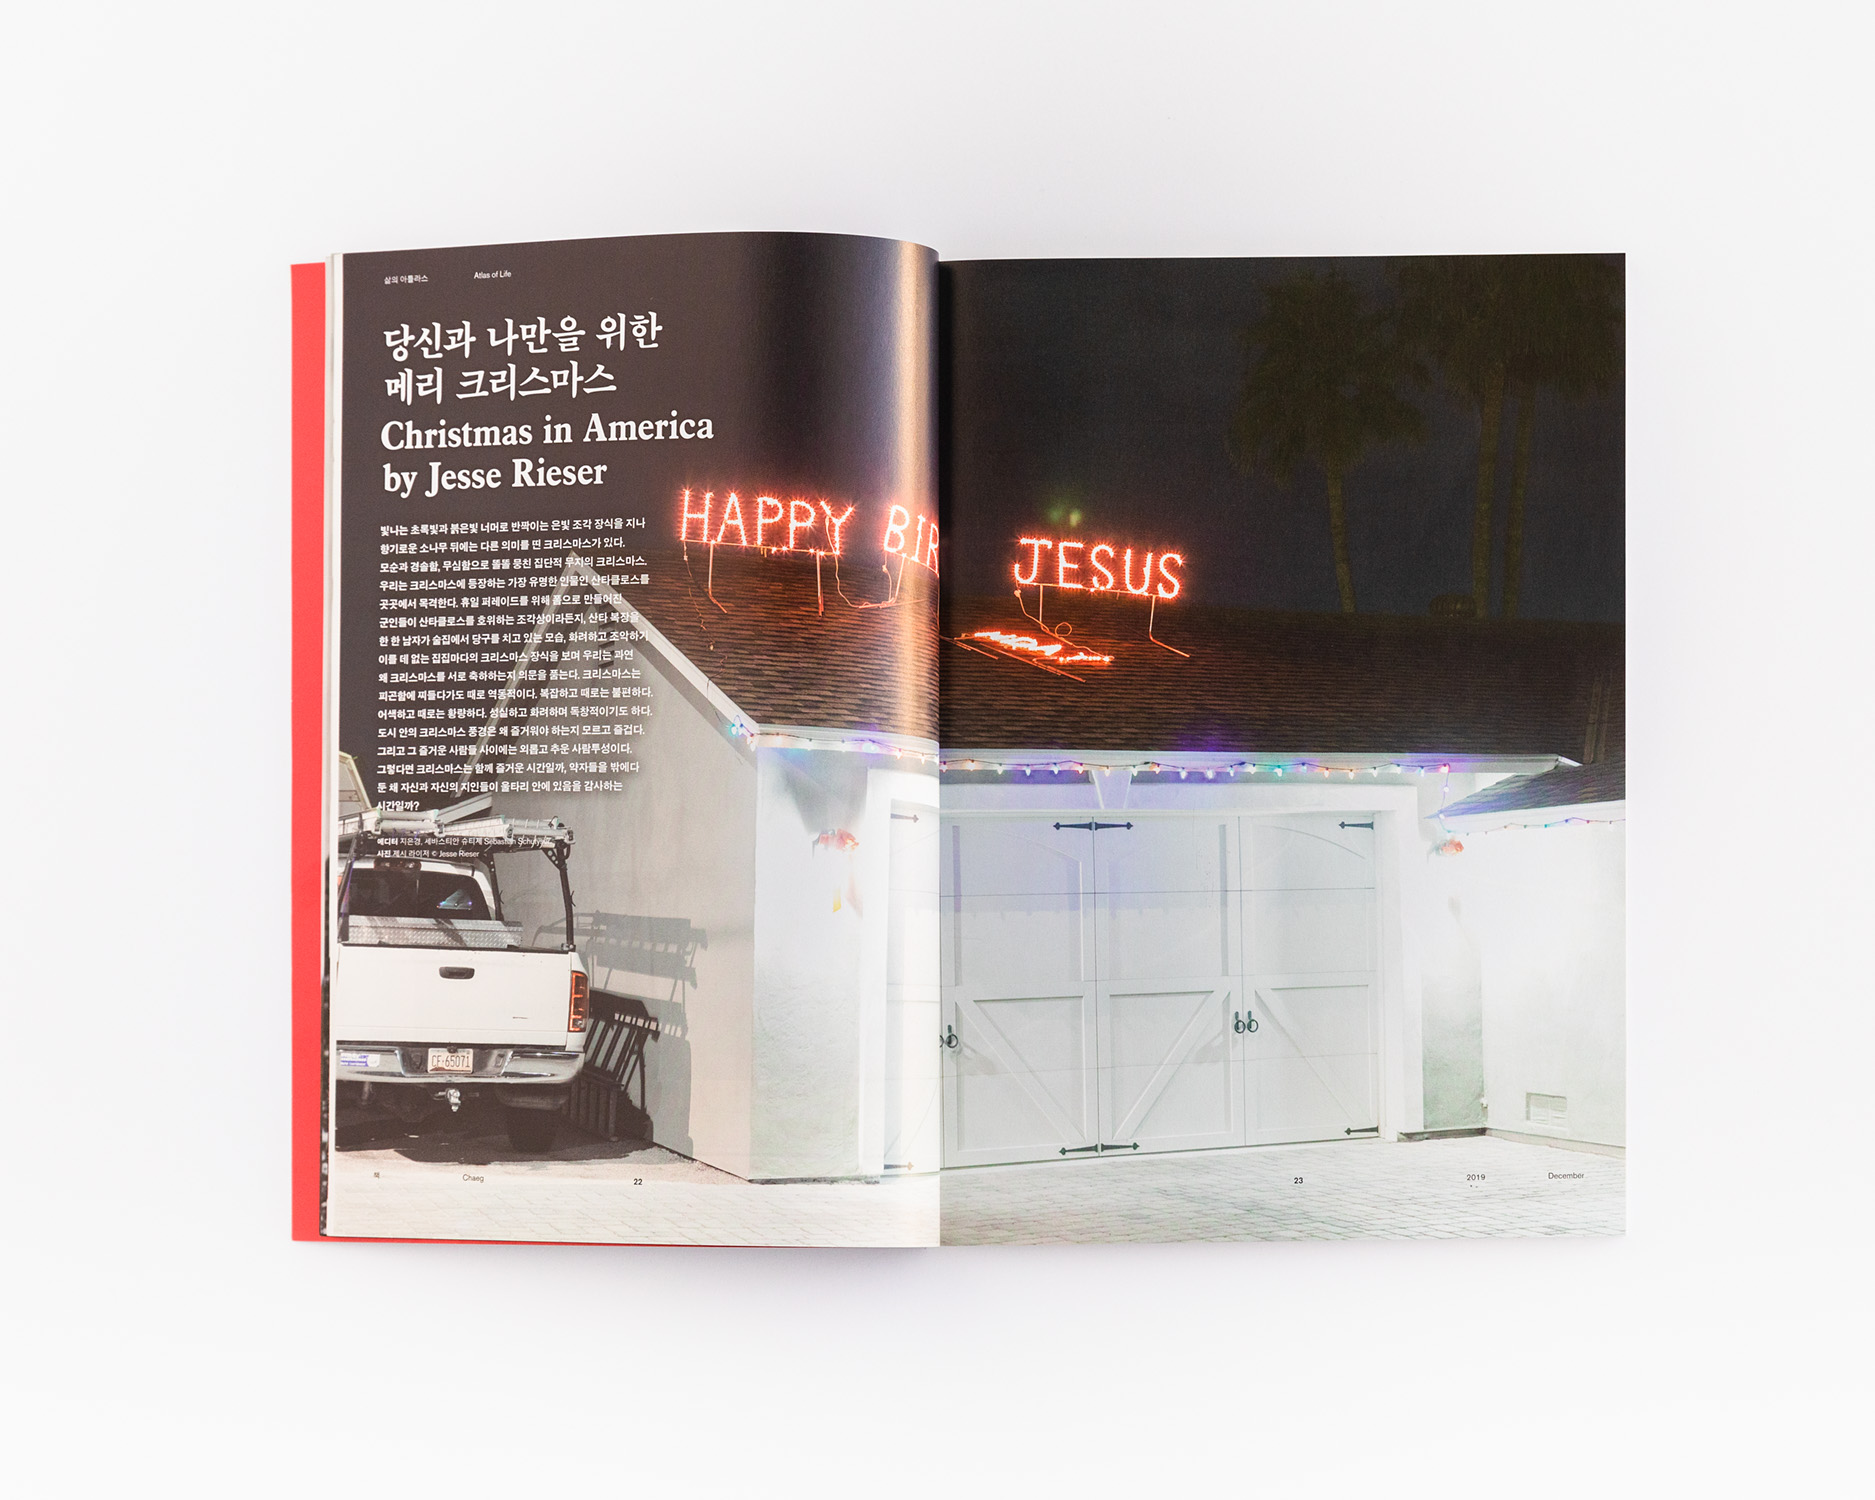 삶의 아틀라스
Atlas of Life
당신과 나만을 위한
메리 크리스마스
Christmas in America
by Jesse Rieser
빛나는 초록빛과 붉은빛 너머로 반짝이는 은빛 조각 장식을 지나
향기로운 소나무 뒤에는 다른 의미를 띤 크리스마스가 있다.
모순과 경솔함, 무심함으로 똘똘 뭉친 집단적 무지의 크리스마스.
우리는 크리스마스에 등장하는 가장 유명한 인물인 산타클로스를
곳곳에서 목격한다. 휴일 퍼레이드를 위해 폼으로 만들어진
군인들이 산타클로스를 호위하는 조각상이라든지, 산타 복장을
한 한 남자가 술집에서 당구를 치고 있는 모습, 화려하고 조악하기
이를 데 없는 집집마다의 크리스마스 장식을 보며 우리는 과연
왜 크리스마스를 서로 축하하는지 의문을 품는다. 크리스마스는
피곤함에 찌들다가도 때로 역동적이다. 복잡하고 때로는 불편하다.
어색하고 때로는 황량하다. 성실하고 화려하며 독창적이기도 하다.
도시 안의 크리스마스 풍경은 왜 즐거워야 하는지 모르고 즐겁다.
그리고 그 즐거운 사람들 사이에는 외롭고 추운 사람투성이다.
그렇다면 크리스마스는 함께 즐거운 시간일까, 약자들을 밖에다
둔 채 자신과 자신의 지인들이 울타리 안에 있음을 감사하는
시간일까?
에디터 지은경, 세바스티안 슈티제 Sebastian
사진 제시 라이저 © Jesse Rieser
HAPPY BIR
JESUS
CF·65071
책
Chaeg
22
23
2019
December